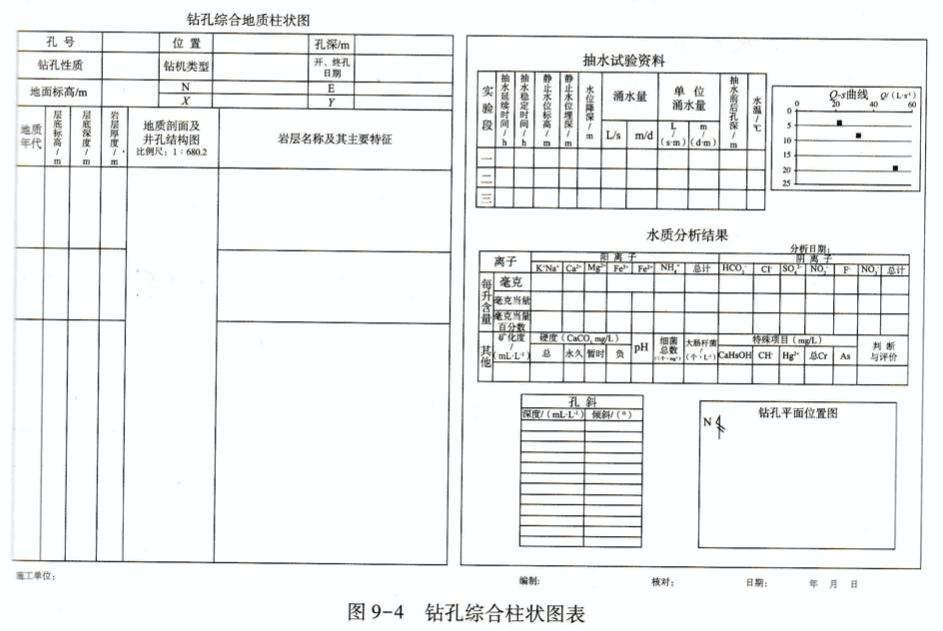 钻孔综合地质柱状图
孔 号 位 置 孔深/m
钻孔性质 钻机类型 开、终孔日期
地面标高/m N E
X Y
地质年代 层底标高/m 层底深度/m 岩层厚度/m 地质剖面及井孔结构图 比例尺：1：680.2 岩层名称及其主要特征
施工单位：
抽水试验资料
实验段 抽水延续时间/h 抽水稳定时间/h 静止水位标高/m 静止水位埋深/m 水位降深/m 涌水量 单位涌水量 抽水前后孔深/m 水温/℃
L/s m/d L/(s·m) m/(d·m)
一
二
三
Q-s曲线 Q/(L·s⁻¹)
0 20 40 60
0
5
10
15
20
25
水质分析结果
分析日期：
离子 阳离子 阴离子
K⁺Na⁺ Ca²⁺ Mg²⁺ Fe³⁺ Fe²⁺ NH₄⁺ 总计 HCO₃⁻ Cl⁻ SO₄²⁻ NO₃⁻ F⁻ NO₂⁻ 总计
每升含量 毫克
毫克当量
毫克当量百分数
其他 矿化度/(mL·L⁻¹) 硬度（CaCO₃ mg/L） pH 细菌总数 大肠杆菌/(个·L⁻¹) 特殊项目（mg/L） 判断与评价
总 永久 暂时 负 CaHsOH CH⁻ Hg²⁺ 总Cr As
孔 斜
深度/（mL·L⁻¹） 倾斜/（°）
钻孔平面位置图
N
编制： 核对： 日期： 年 月 日
图 9-4 钻孔综合柱状图表